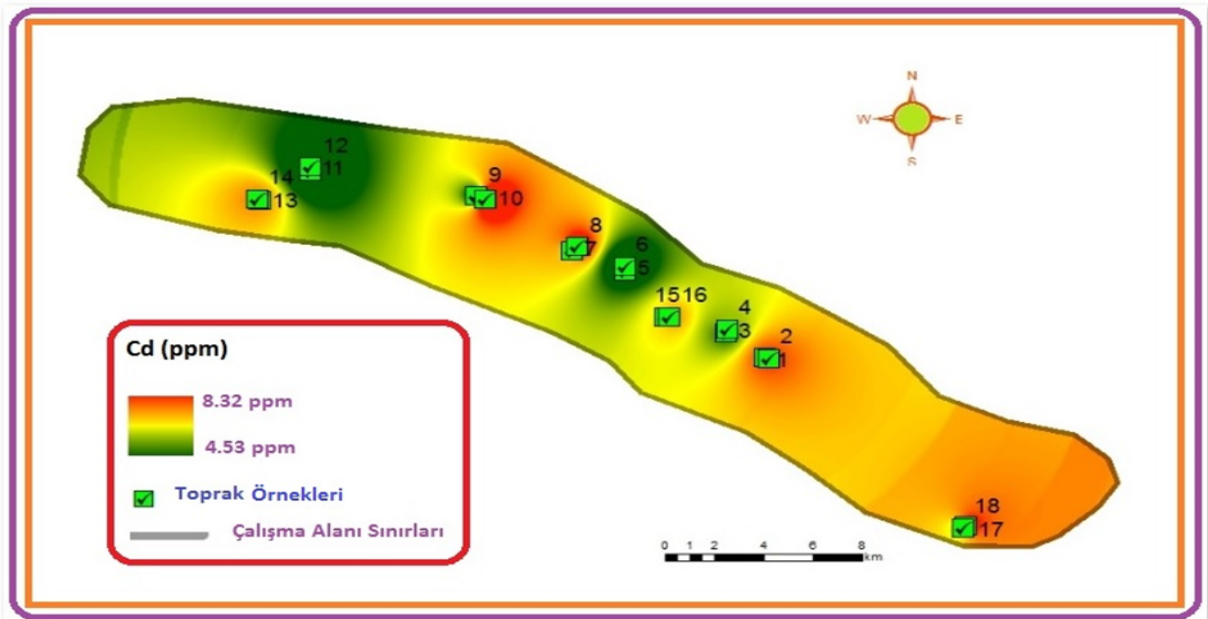 N
W E
S
12
11
14
13
9
10
8
7
6
5
15 16
4
3
2
1
18
17
Cd (ppm)
8.32 ppm
4.53 ppm
Toprak Örnekleri
Çalışma Alanı Sınırları
0 1 2 4 6 8
km